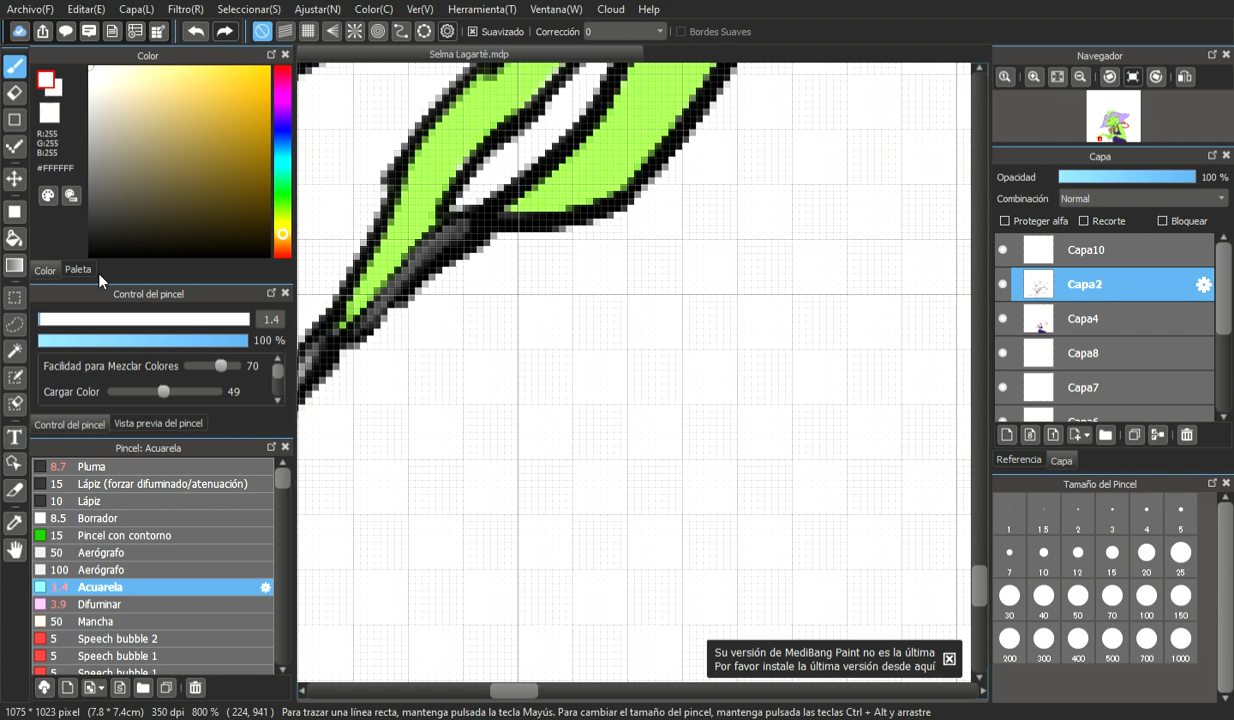 Archivo(F) Editar(E) Capa(L) Filtro(R) Seleccionar(S) Ajustar(N) Color(C) Ver(V) Herramienta(T) Ventana(W) Cloud Help
Suavizado Corrección 0 Bordes Suaves
Color
Selma Lagartê.mdp
Navegador
R:255
G:255
B:255
#FFFFFF
Color Paleta
Control del pincel
1.4
100 %
Facilidad para Mezclar Colores 70
Cargar Color 49
Control del pincel Vista previa del pincel
Pincel: Acuarela
8.7 Pluma
15 Lápiz (forzar difuminado/atenuación)
10 Lápiz
8.5 Borrador
15 Pincel con contorno
50 Aerógrafo
100 Aerógrafo
1.4 Acuarela
3.9 Difuminar
50 Mancha
5 Speech bubble 2
5 Speech bubble 1
5 Speech bubble 1
Capa
Opacidad 100 %
Combinación Normal
Proteger alfa Recorte Bloquear
Capa10
Capa2
Capa4
Capa8
Capa7
Capa6
Referencia Capa
Tamaño del Pincel
1 1.5 2 3 4 5
7 10 12 15 20 25
30 40 50 70 100 150
200 300 400 500 700 1000
Su versión de MediBang Paint no es la última
Por favor instale la última versión desde aquí
1075 * 1023 pixel (7.8 * 7.4cm) 350 dpi 800 % ( 224, 941 ) Para trazar una línea recta, mantenga pulsada la tecla Mayús. Para cambiar el tamaño del pincel, mantenga pulsada las teclas Ctrl + Alt y arrastre